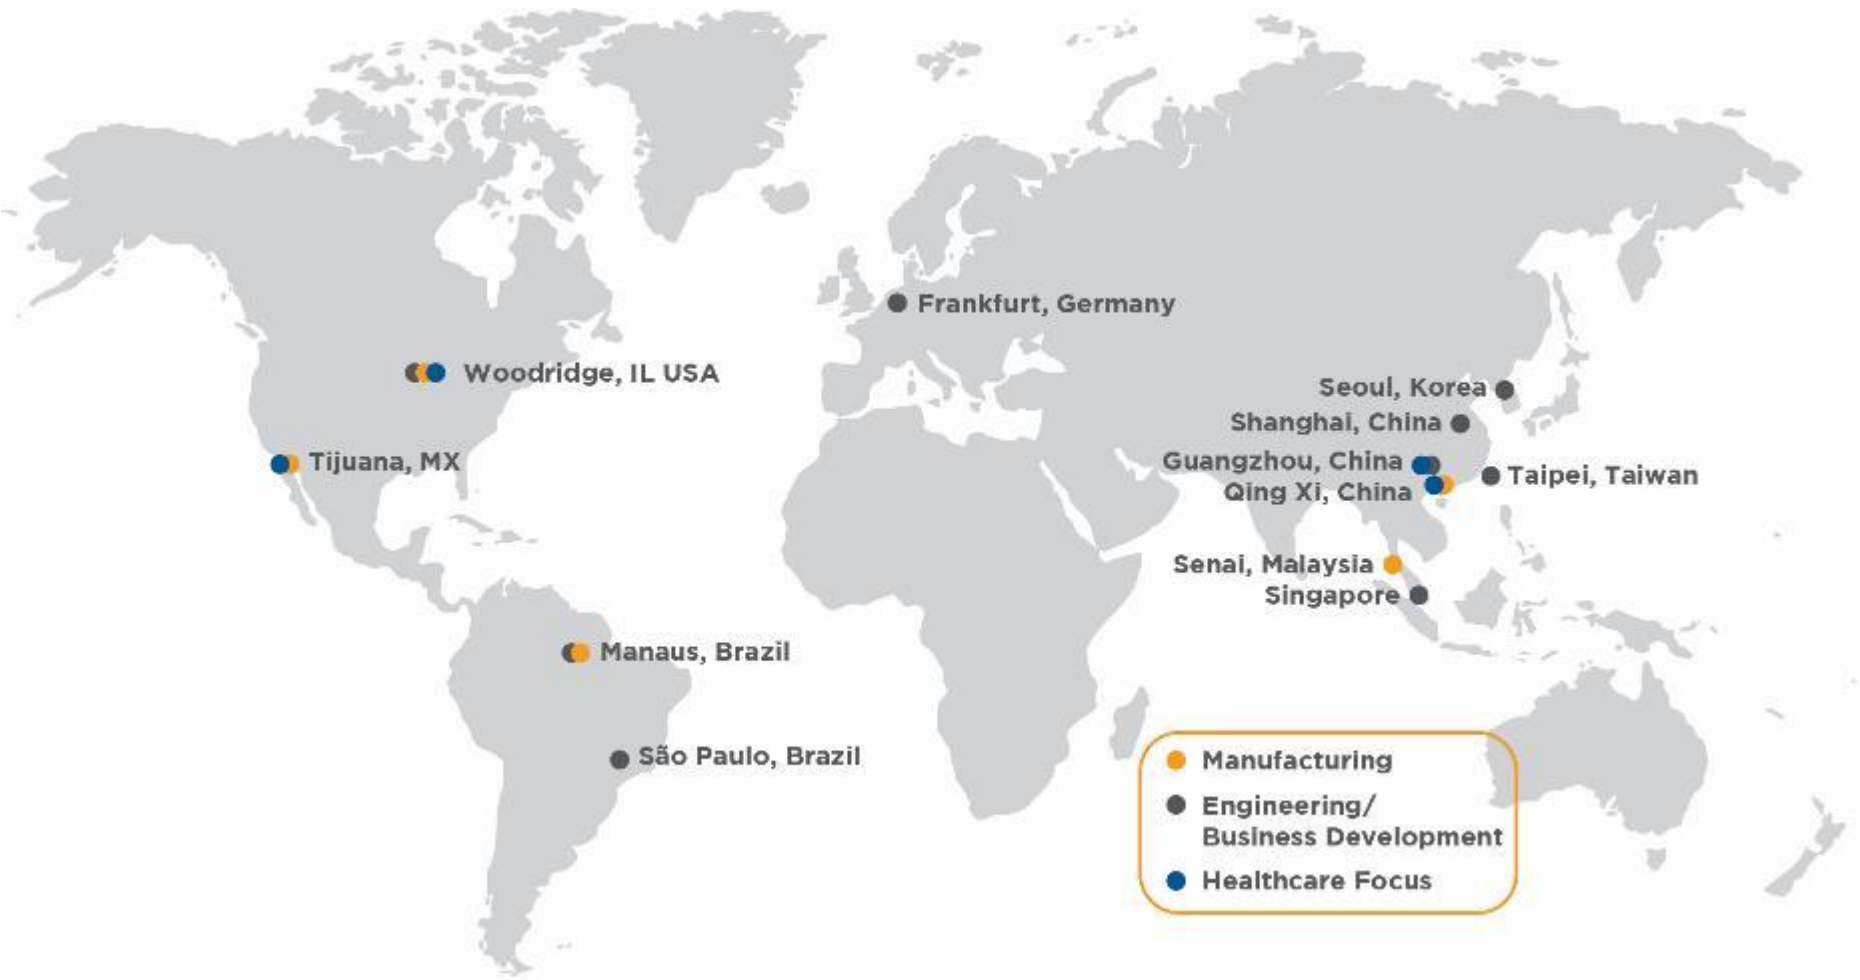 Frankfurt, Germany
Woodridge, IL USA
Seoul, Korea
Shanghai, China
Tijuana, MX
Guangzhou, China
Taipei, Taiwan
Qing Xi, China
Senai, Malaysia
Singapore
Manaus, Brazil
São Paulo, Brazil
Manufacturing
Engineering/
Business Development
Healthcare Focus